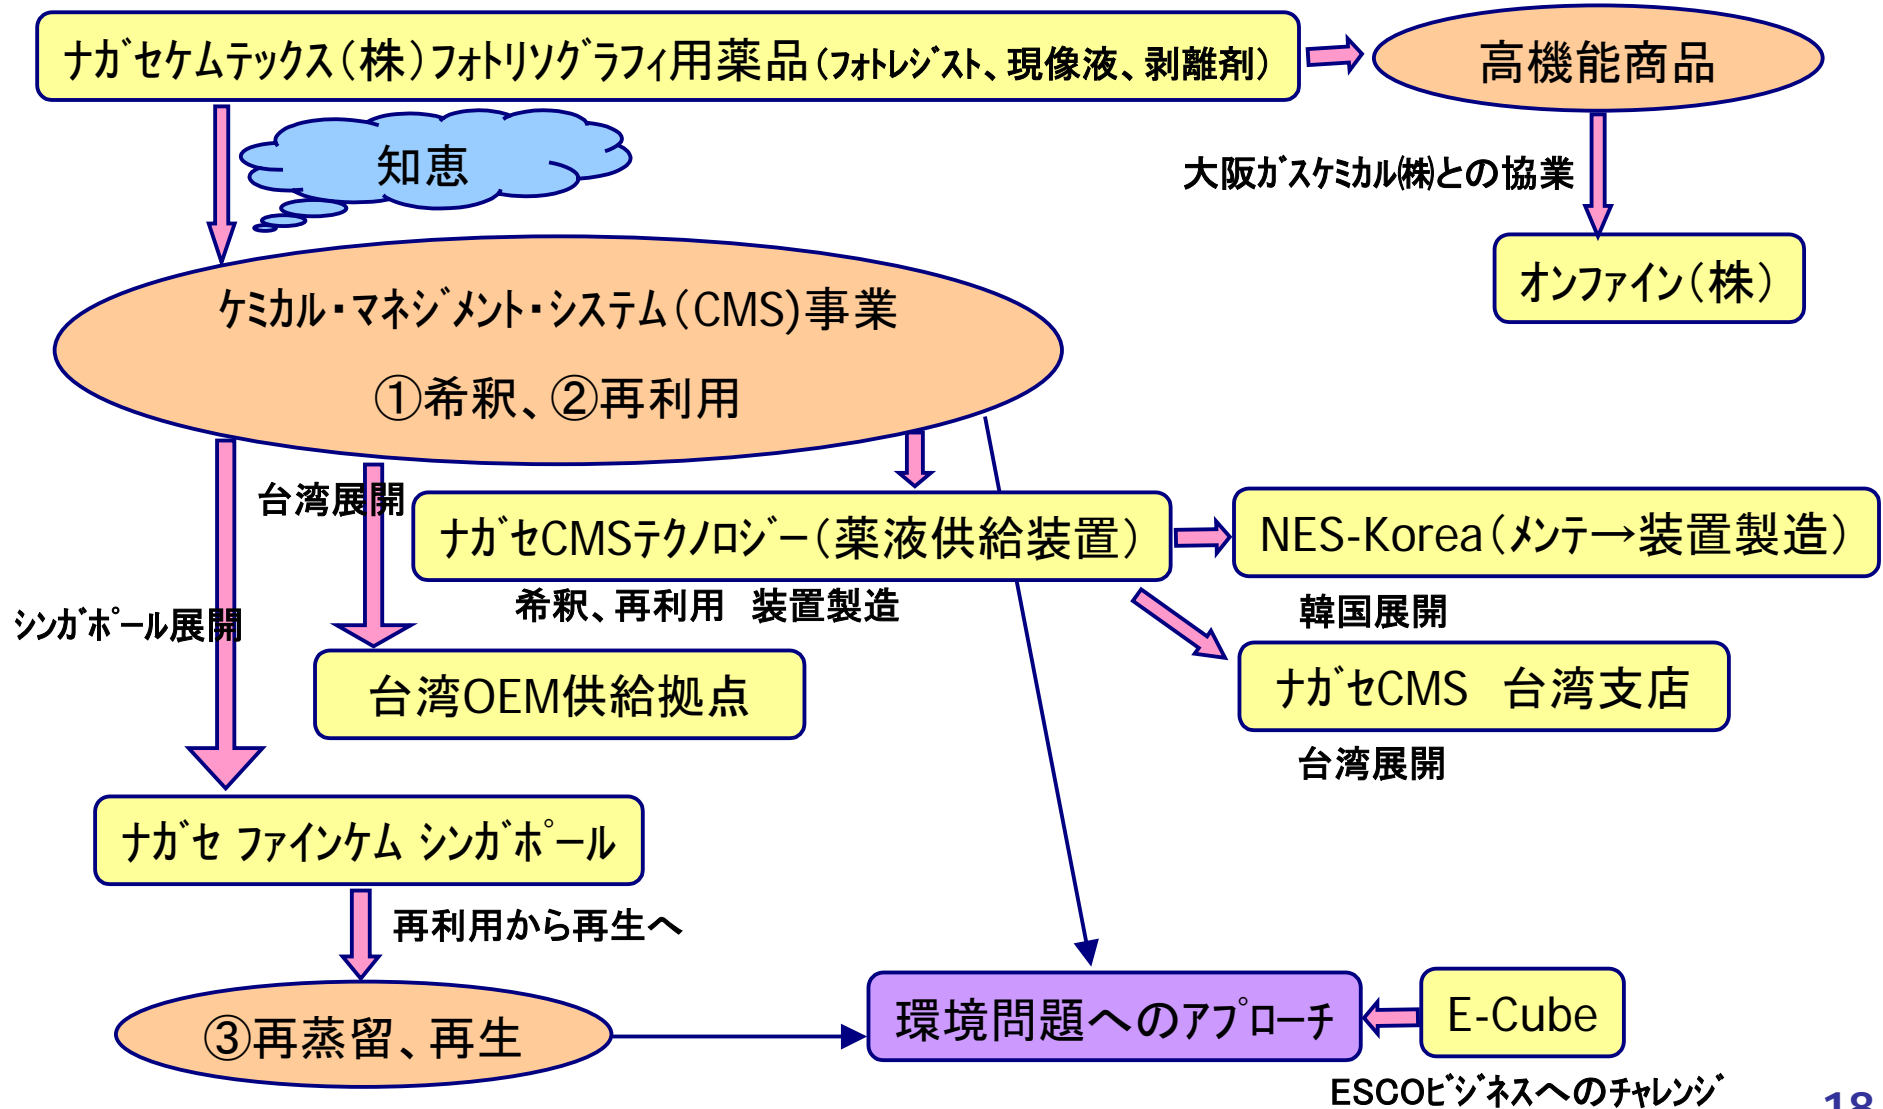 ﾅｶﾞｾケムテックス（株）フォトリソグラフィ用薬品（フォトレジスト、現像液、剥離剤）
高機能商品
知恵
大阪ｶﾞｽｹﾐｶﾙ㈱との協業
オンファイン（株）
ｹﾐｶﾙ・マネジメント・システム（CMS)事業
①希釈、②再利用
台湾展開
ﾅｶﾞｾCMSﾃｸﾉﾛｼﾞｰ（薬液供給装置）
NES-Korea（ﾒﾝﾃ→装置製造）
希釈、再利用　装置製造
韓国展開
ｼﾝｶﾞﾎﾟｰﾙ展開
台湾OEM供給拠点
ﾅｶﾞｾCMS　台湾支店
台湾展開
ﾅｶﾞｾ ﾌｧｲﾝｹﾑ ｼﾝｶﾞﾎﾟｰﾙ
再利用から再生へ
③再蒸留、再生
環境問題へのｱﾌﾟﾛｰﾁ
E-Cube
ESCOﾋﾞｼﾞﾈｽへのﾁｬﾚﾝｼﾞ
18